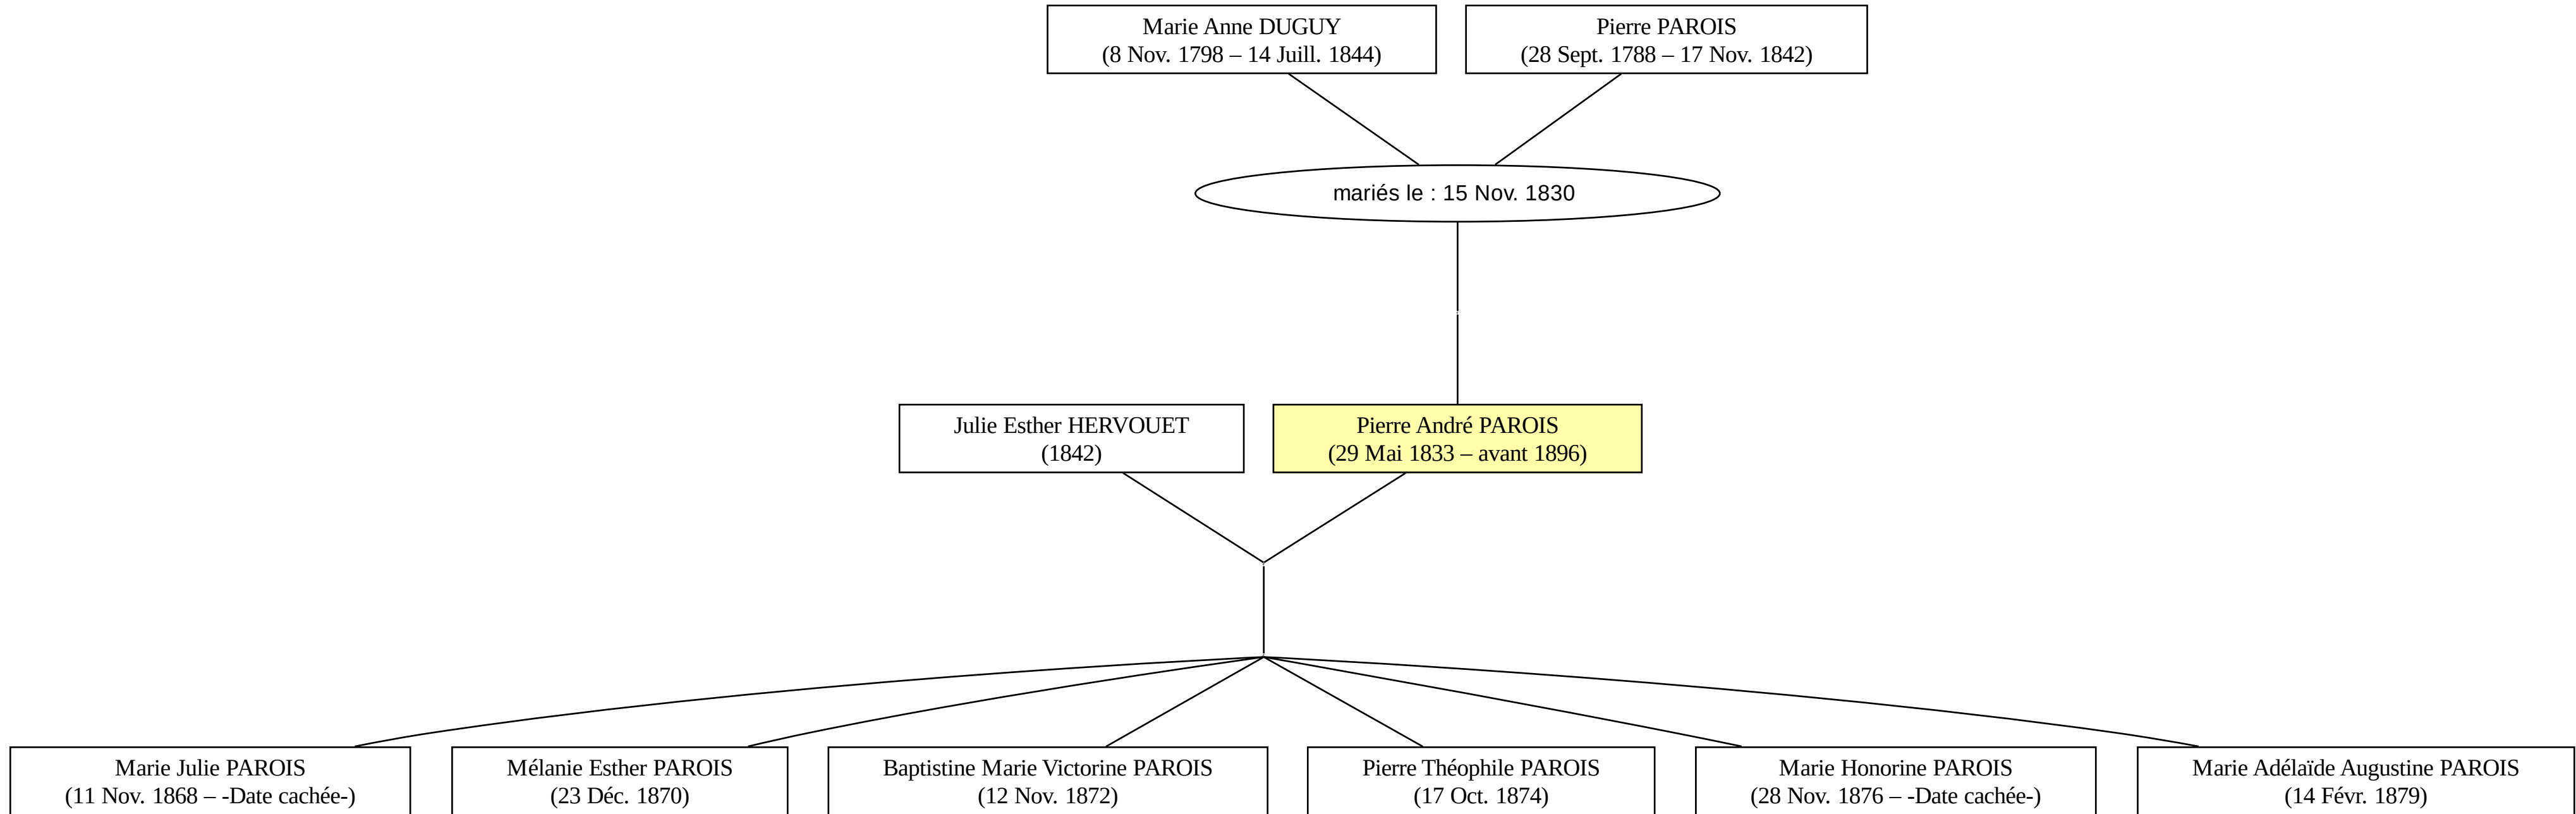 Marie Anne DUGUY
(8 Nov. 1798 – 14 Juill. 1844)
Pierre PAROIS
(28 Sept. 1788 – 17 Nov. 1842)
mariés le : 15 Nov. 1830
Julie Esther HERVOUET
(1842)
Pierre André PAROIS
(29 Mai 1833 – avant 1896)
Marie Julie PAROIS
(11 Nov. 1868 – -Date cachée-)
Mélanie Esther PAROIS
(23 Déc. 1870)
Baptistine Marie Victorine PAROIS
(12 Nov. 1872)
Pierre Théophile PAROIS
(17 Oct. 1874)
Marie Honorine PAROIS
(28 Nov. 1876 – -Date cachée-)
Marie Adélaïde Augustine PAROIS
(14 Févr. 1879)